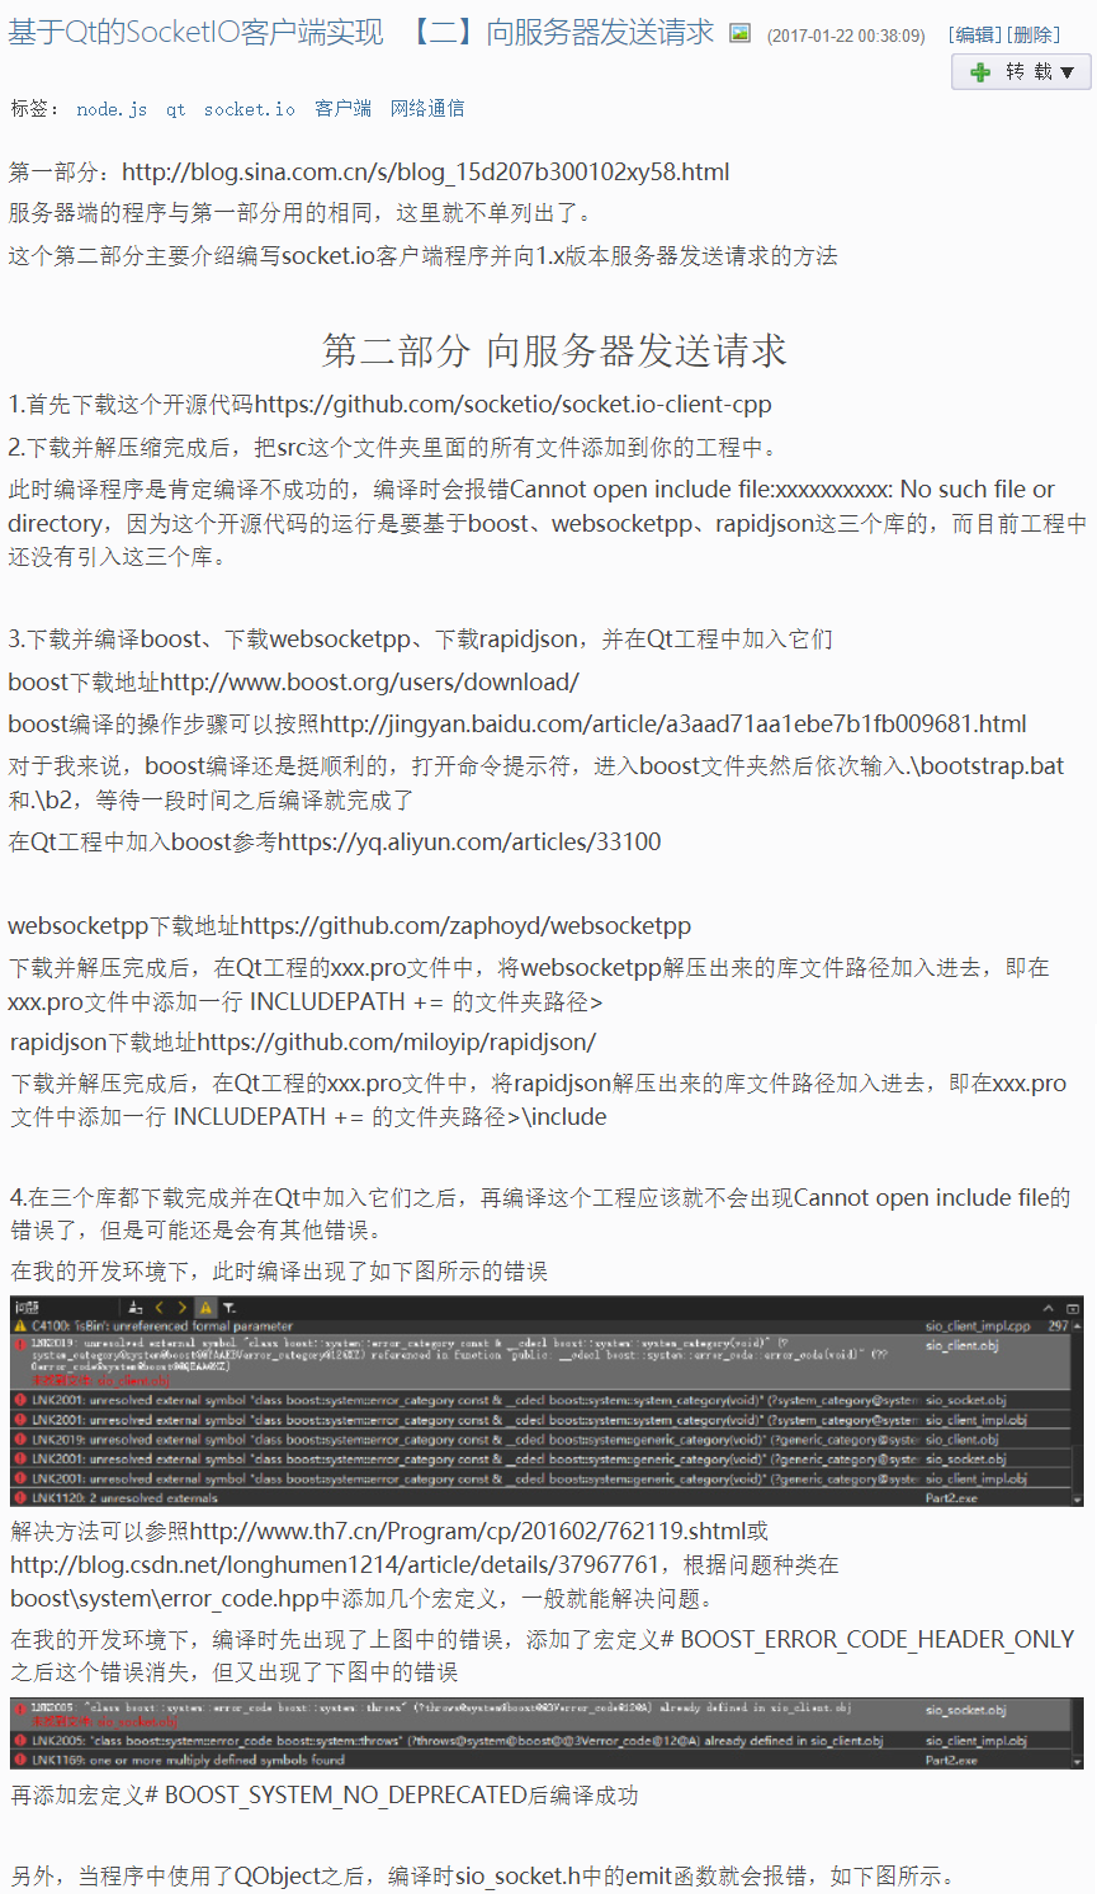 基于Qt的SocketIO客户端实现 【二】向服务器发送请求 (2017-01-22 00:38:09) [编辑][删除]
转 载▼
标签： node.js qt socket.io 客户端 网络通信
第一部分：http://blog.sina.com.cn/s/blog_15d207b300102xy58.html
服务器端的程序与第一部分用的相同，这里就不单列出了。
这个第二部分主要介绍编写socket.io客户端程序并向1.x版本服务器发送请求的方法
第二部分 向服务器发送请求
1.首先下载这个开源代码https://github.com/socketio/socket.io-client-cpp
2.下载并解压缩完成后，把src这个文件夹里面的所有文件添加到你的工程中。
此时编译程序是肯定编译不成功的，编译时会报错Cannot open include file:xxxxxxxxxx: No such file or
directory，因为这个开源代码的运行是要基于boost、websocketpp、rapidjson这三个库的，而目前工程中
还没有引入这三个库。
3.下载并编译boost、下载websocketpp、下载rapidjson，并在Qt工程中加入它们
boost下载地址http://www.boost.org/users/download/
boost编译的操作步骤可以按照http://jingyan.baidu.com/article/a3aad71aa1ebe7b1fb009681.html
对于我来说，boost编译还是挺顺利的，打开命令提示符，进入boost文件夹然后依次输入.\bootstrap.bat
和.\b2，等待一段时间之后编译就完成了
在Qt工程中加入boost参考https://yq.aliyun.com/articles/33100
websocketpp下载地址https://github.com/zaphoyd/websocketpp
下载并解压完成后，在Qt工程的xxx.pro文件中，将websocketpp解压出来的库文件路径加入进去，即在
xxx.pro文件中添加一行 INCLUDEPATH += 的文件夹路径>
rapidjson下载地址https://github.com/miloyip/rapidjson/
下载并解压完成后，在Qt工程的xxx.pro文件中，将rapidjson解压出来的库文件路径加入进去，即在xxx.pro
文件中添加一行 INCLUDEPATH += 的文件夹路径>\include
4.在三个库都下载完成并在Qt中加入它们之后，再编译这个工程应该就不会出现Cannot open include file的
错误了，但是可能还是会有其他错误。
在我的开发环境下，此时编译出现了如下图所示的错误
问题
C4100: 'isBin': unreferenced formal parameter sio_client_impl.cpp 297
LNK2019: unresolved external symbol "class boost::system::error_category const & __cdecl boost::system::system_category(void)" (? sio_client.obj
system_category@system@boost@@YAAEBVerror_category@12@XZ) referenced in function "public: __cdecl boost::system::error_code::error_code(void)" (??
0error_code@system@boost@@QEAA@XZ)
未找到文件: sio_client.obj
LNK2001: unresolved external symbol "class boost::system::error_category const & __cdecl boost::system::system_category(void)" (?system_category@system sio_socket.obj
LNK2001: unresolved external symbol "class boost::system::error_category const & __cdecl boost::system::system_category(void)" (?system_category@system sio_client_impl.obj
LNK2019: unresolved external symbol "class boost::system::error_category const & __cdecl boost::system::generic_category(void)" (?generic_category@syste sio_client.obj
LNK2001: unresolved external symbol "class boost::system::error_category const & __cdecl boost::system::generic_category(void)" (?generic_category@syste sio_socket.obj
LNK2001: unresolved external symbol "class boost::system::error_category const & __cdecl boost::system::generic_category(void)" (?generic_category@syste sio_client_impl.obj
LNK1120: 2 unresolved externals Part2.exe
解决方法可以参照http://www.th7.cn/Program/cp/201602/762119.shtml或
http://blog.csdn.net/longhumen1214/article/details/37967761，根据问题种类在
boost\system\error_code.hpp中添加几个宏定义，一般就能解决问题。
在我的开发环境下，编译时先出现了上图中的错误，添加了宏定义# BOOST_ERROR_CODE_HEADER_ONLY
之后这个错误消失，但又出现了下图中的错误
LNK2005: "class boost::system::error_code boost::system::throws" (?throws@system@boost@@3Verror_code@12@A) already defined in sio_client.obj sio_socket.obj
未找到文件: sio_socket.obj
LNK2005: "class boost::system::error_code boost::system::throws" (?throws@system@boost@@3Verror_code@12@A) already defined in sio_client.obj sio_client_impl.obj
LNK1169: one or more multiply defined symbols found Part2.exe
再添加宏定义# BOOST_SYSTEM_NO_DEPRECATED后编译成功
另外，当程序中使用了QObject之后，编译时sio_socket.h中的emit函数就会报错，如下图所示。